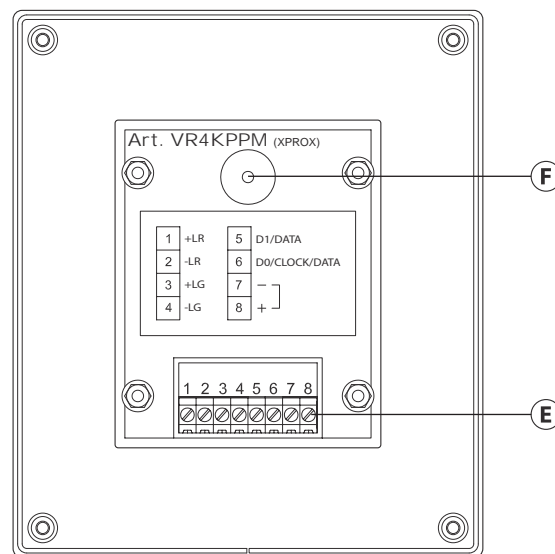 Art. VR4KPPM (XPROX)
F
1 +LR 5 D1/DATA
2 -LR 6 D0/CLOCK/DATA
3 +LG 7 −
4 -LG 8 +
1 2 3 4 5 6 7 8
E